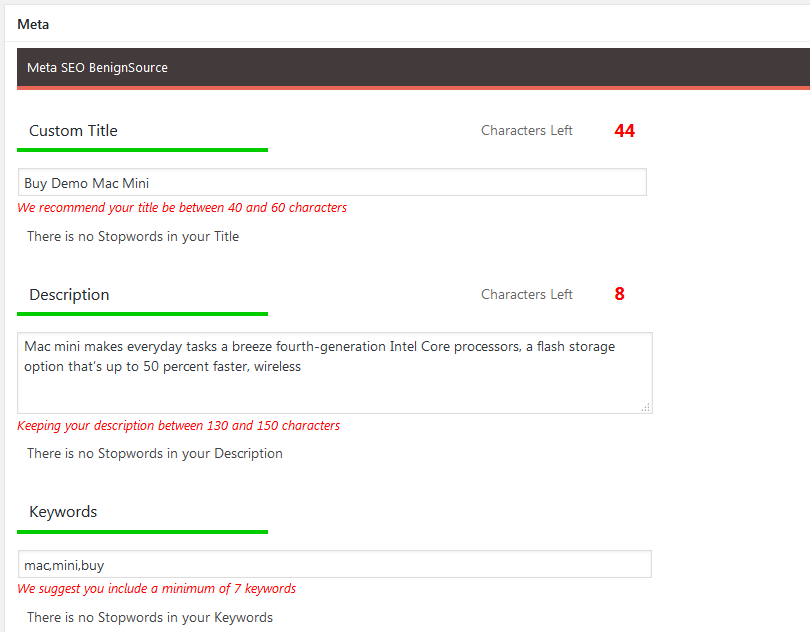 Meta
Meta SEO BenignSource
Custom Title Characters Left 44
Buy Demo Mac Mini
We recommend your title be between 40 and 60 characters
There is no Stopwords in your Title
Description Characters Left 8
Mac mini makes everyday tasks a breeze fourth-generation Intel Core processors, a flash storage
option that’s up to 50 percent faster, wireless
Keeping your description between 130 and 150 characters
There is no Stopwords in your Description
Keywords
mac,mini,buy
We suggest you include a minimum of 7 keywords
There is no Stopwords in your Keywords